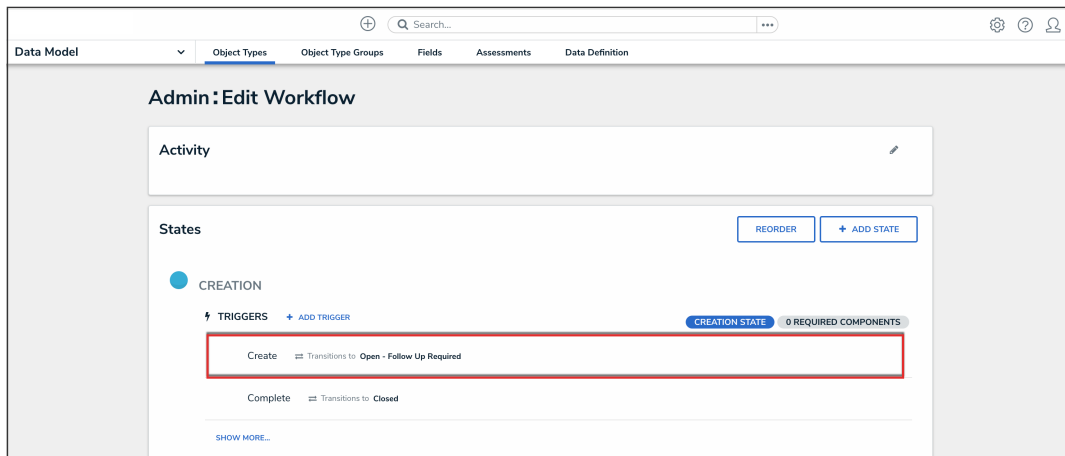 Search...
Data Model Object Types Object Type Groups Fields Assessments Data Definition
Admin:Edit Workflow
Activity
States REORDER + ADD STATE
CREATION
TRIGGERS + ADD TRIGGER CREATION STATE 0 REQUIRED COMPONENTS
Create Transitions to Open - Follow Up Required
Complete Transitions to Closed
SHOW MORE...